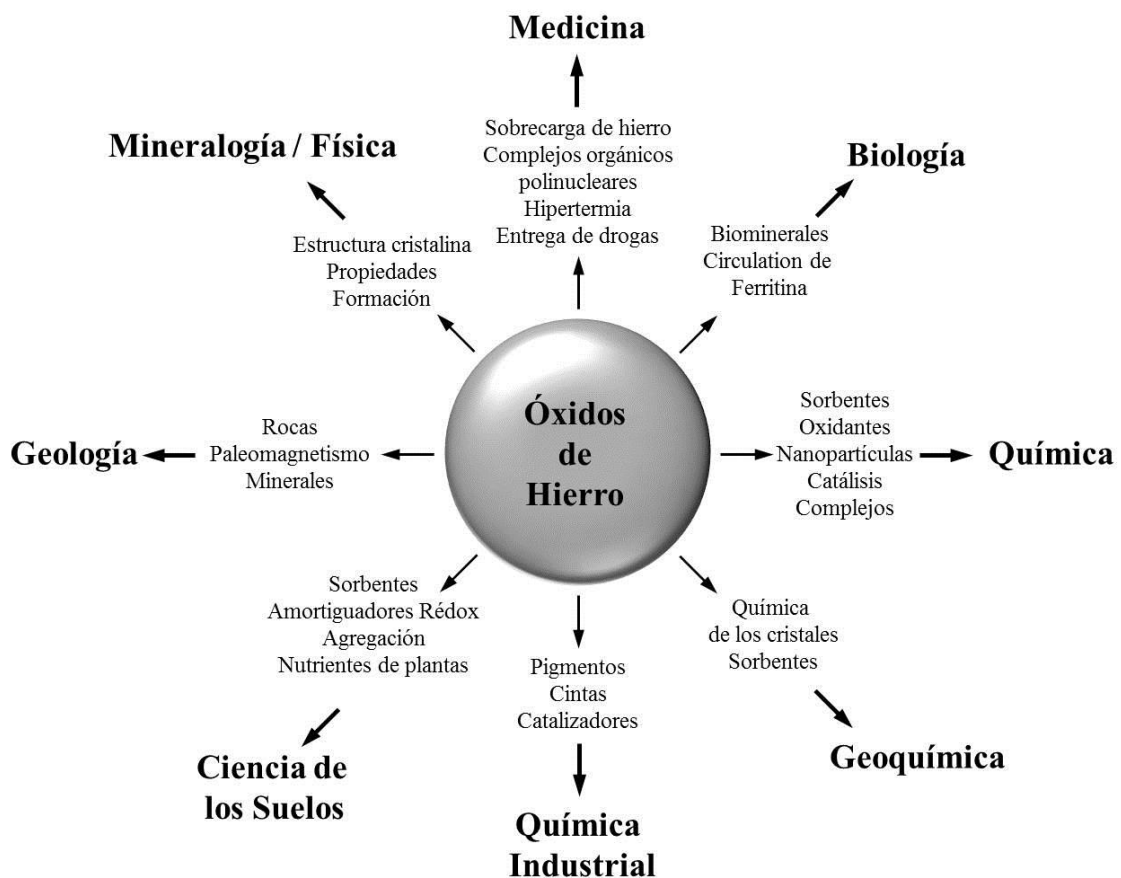 Medicina
Sobrecarga de hierro
Complejos orgánicos
polinucleares
Hipertermia
Entrega de drogas
Mineralogía / Física
Estructura cristalina
Propiedades
Formación
Biología
Biominerales
Circulation de
Ferritina
Óxidos
de
Hierro
Geología
Rocas
Paleomagnetismo
Minerales
Sorbentes
Oxidantes
Nanopartículas
Catálisis
Complejos
Química
Sorbentes
Amortiguadores Rédox
Agregación
Nutrientes de plantas
Ciencia de
los Suelos
Pigmentos
Cintas
Catalizadores
Química
Industrial
Química
de los cristales
Sorbentes
Geoquímica